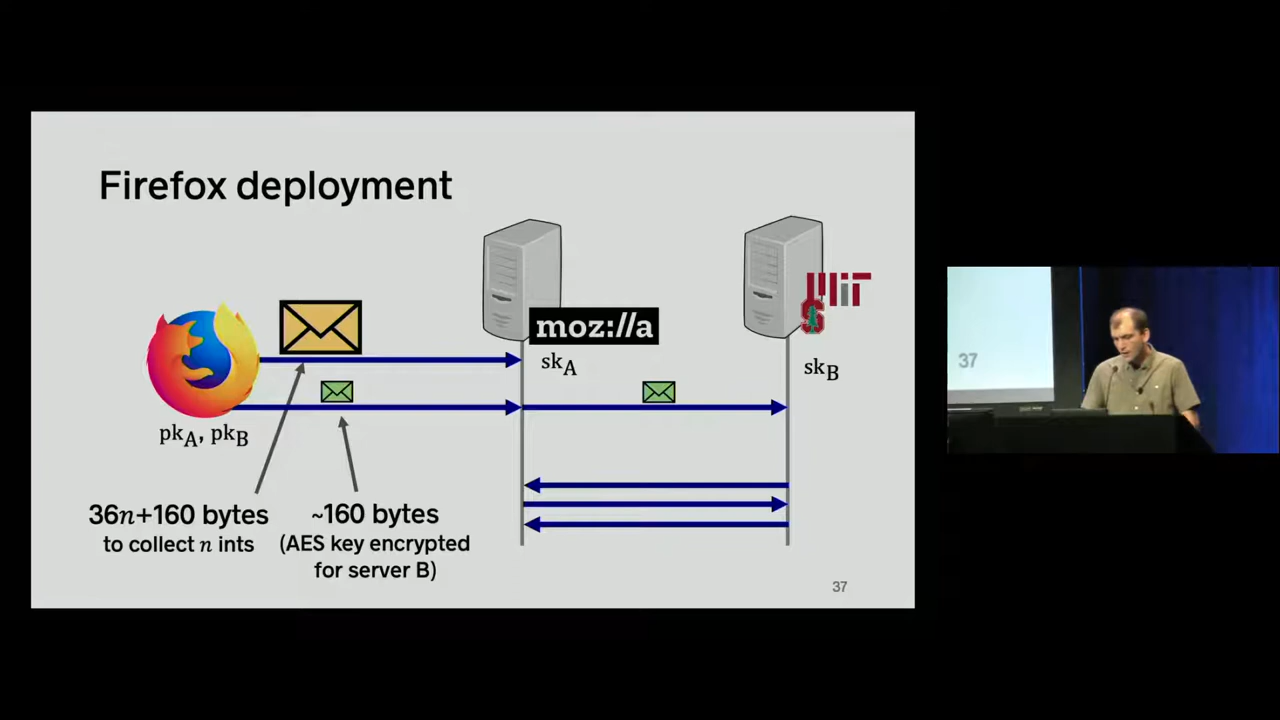 Firefox deployment
MIT
moz://a
sk_A
sk_B
pk_A, pk_B
36n+160 bytes
to collect n ints
~160 bytes
(AES key encrypted
for server B)
37
37